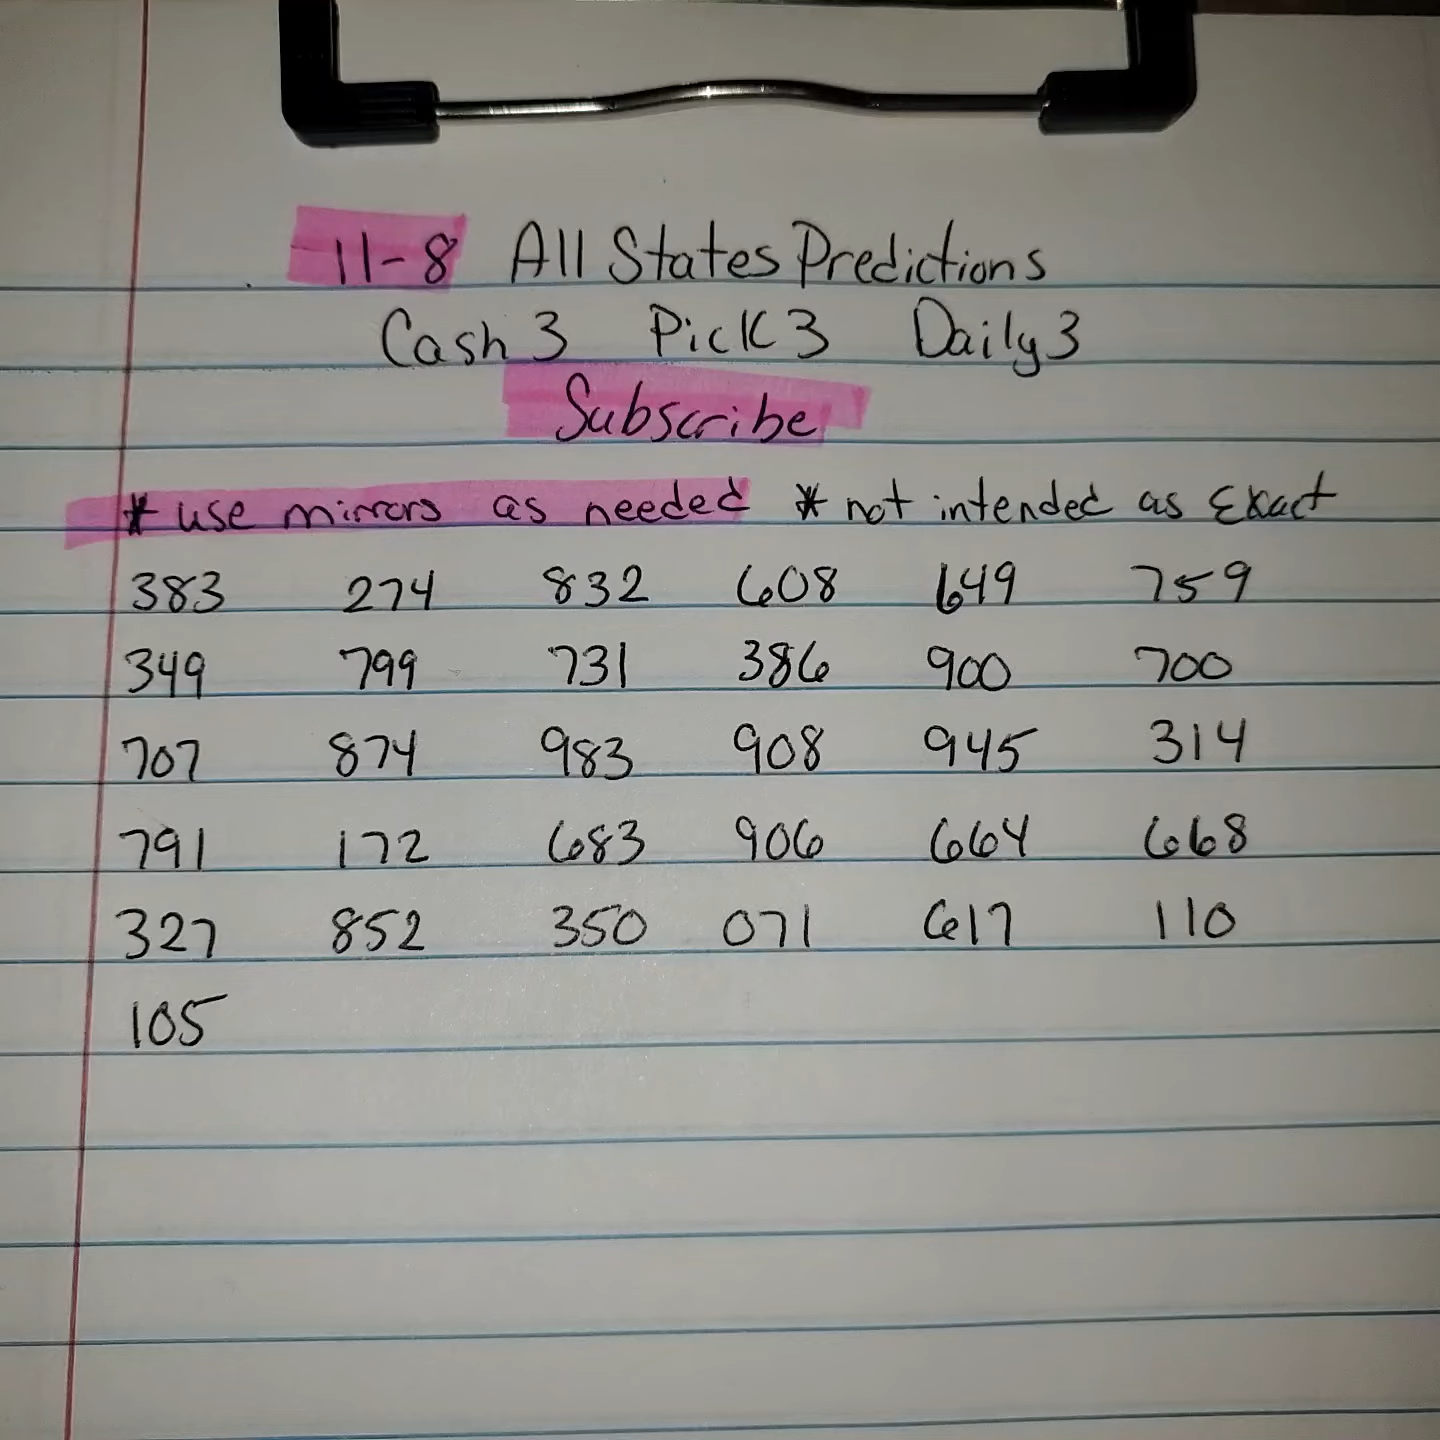 11-8 All States Predictions
Cash 3 Pick 3 Daily 3
Subscribe
* use mirrors as needed * not intended as Exact
383 274 832 608 649 759
349 799 731 386 900 700
707 874 983 908 945 314
791 172 683 906 664 668
327 852 350 071 617 110
105